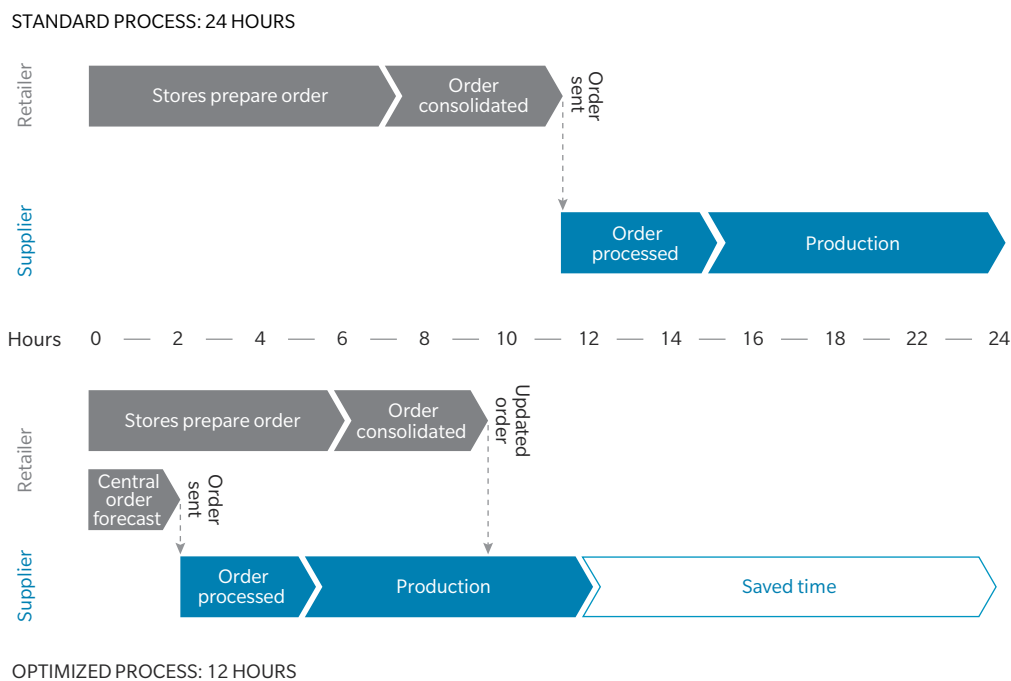 STANDARD PROCESS: 24 HOURS
Retailer
Stores prepare order
Order
consolidated
Order
sent
Supplier
Order
processed
Production
Hours 0 — 2 — 4 — 6 — 8 — 10 — 12 — 14 — 16 — 18 — 22 — 24
Retailer
Stores prepare order
Order
consolidated
Updated
order
Central
order
forecast
Order
sent
Supplier
Order
processed
Production
Saved time
OPTIMIZED PROCESS: 12 HOURS